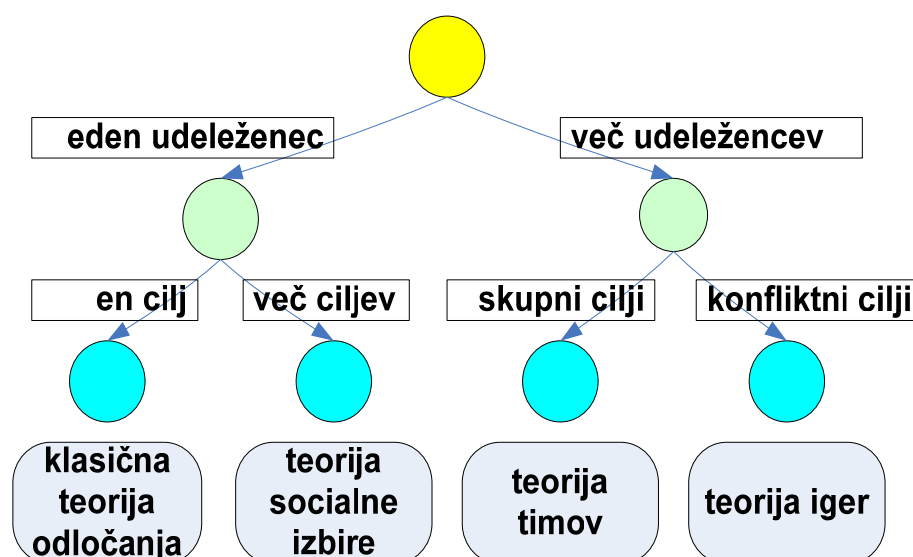 eden udeleženec
več udeležencev
en cilj
več ciljev
skupni cilji
konfliktni cilji
klasična
teorija
odločanja
teorija
socialne
izbire
teorija
timov
teorija iger